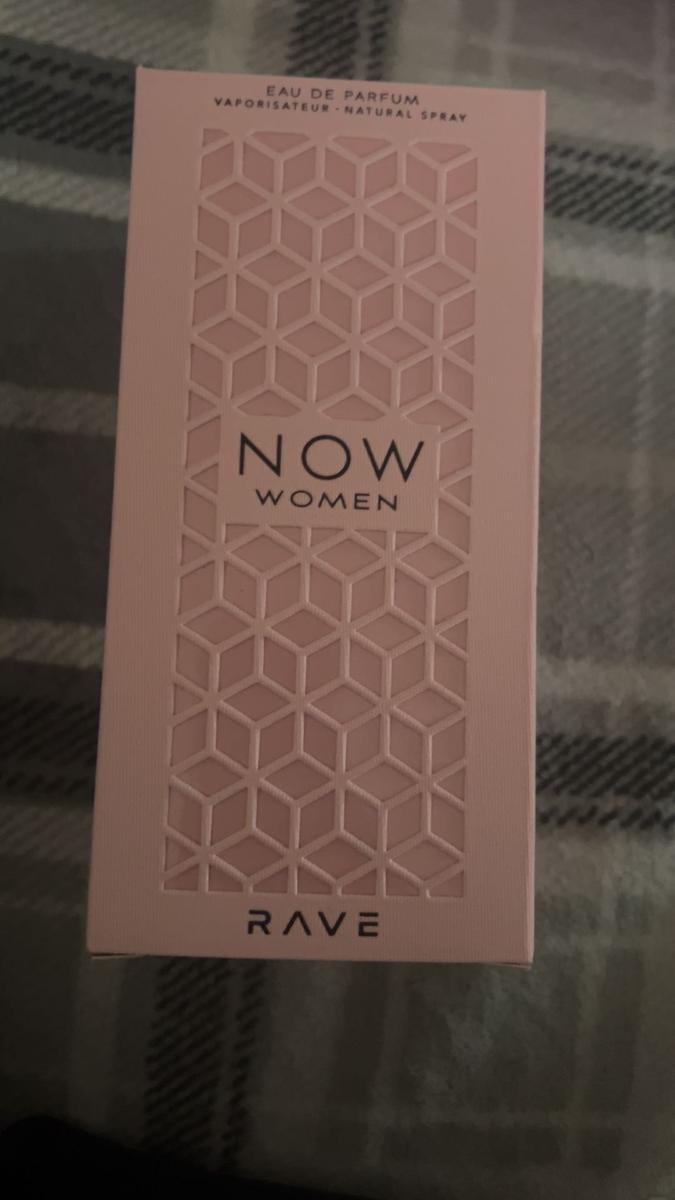 EAU DE PARFUM
VAPORISATEUR - NATURAL SPRAY
NOW
WOMEN
RAVE